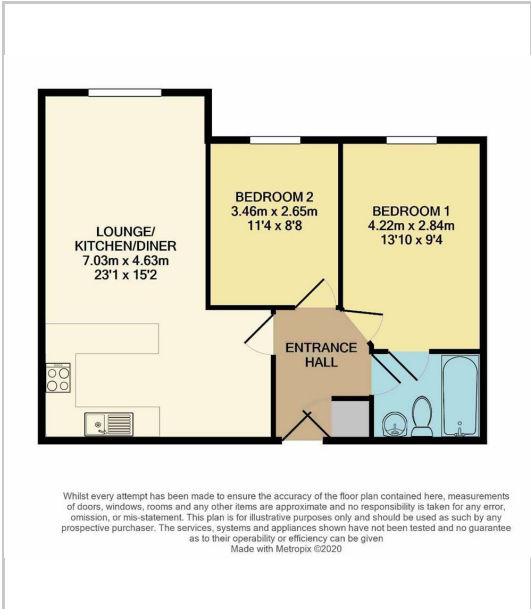 LOUNGE/
KITCHEN/DINER
7.03m x 4.63m
23'1 x 15'2
BEDROOM 2
3.46m x 2.65m
11'4 x 8'8
BEDROOM 1
4.22m x 2.84m
13'10 x 9'4
ENTRANCE
HALL
Whilst every attempt has been made to ensure the accuracy of the floor plan contained here, measurements
of doors, windows, rooms and any other items are approximate and no responsibility is taken for any error,
omission, or mis-statement. This plan is for illustrative purposes only and should be used as such by any
prospective purchaser. The services, systems and appliances shown have not been tested and no guarantee
as to their operability or efficiency can be given
Made with Metropix ©2020